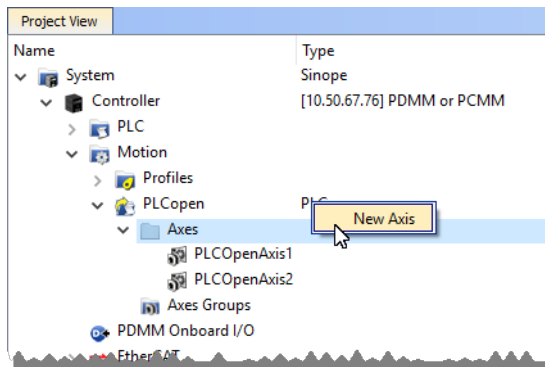 Project View
Name Type
System Sinope
Controller [10.50.67.76] PDMM or PCMM
PLC
Motion
Profiles
PLCopen
New Axis
Axes
PLCOpenAxis1
PLCOpenAxis2
Axes Groups
PDMM Onboard I/O
EtherCAT